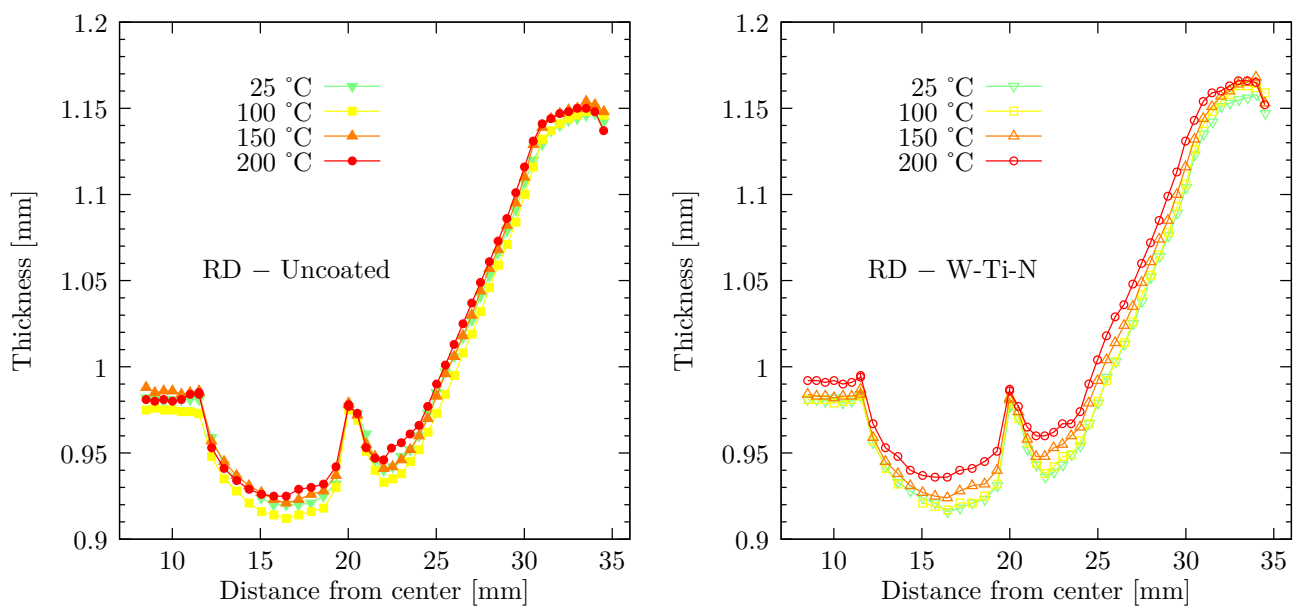 1.2
1.15
1.1
1.05
1
0.95
0.9
10
15
20
25
30
35
Thickness [mm]
Distance from center [mm]
25 °C
100 °C
150 °C
200 °C
RD − Uncoated
1.2
1.15
1.1
1.05
1
0.95
0.9
10
15
20
25
30
35
Thickness [mm]
Distance from center [mm]
25 °C
100 °C
150 °C
200 °C
RD − W-Ti-N